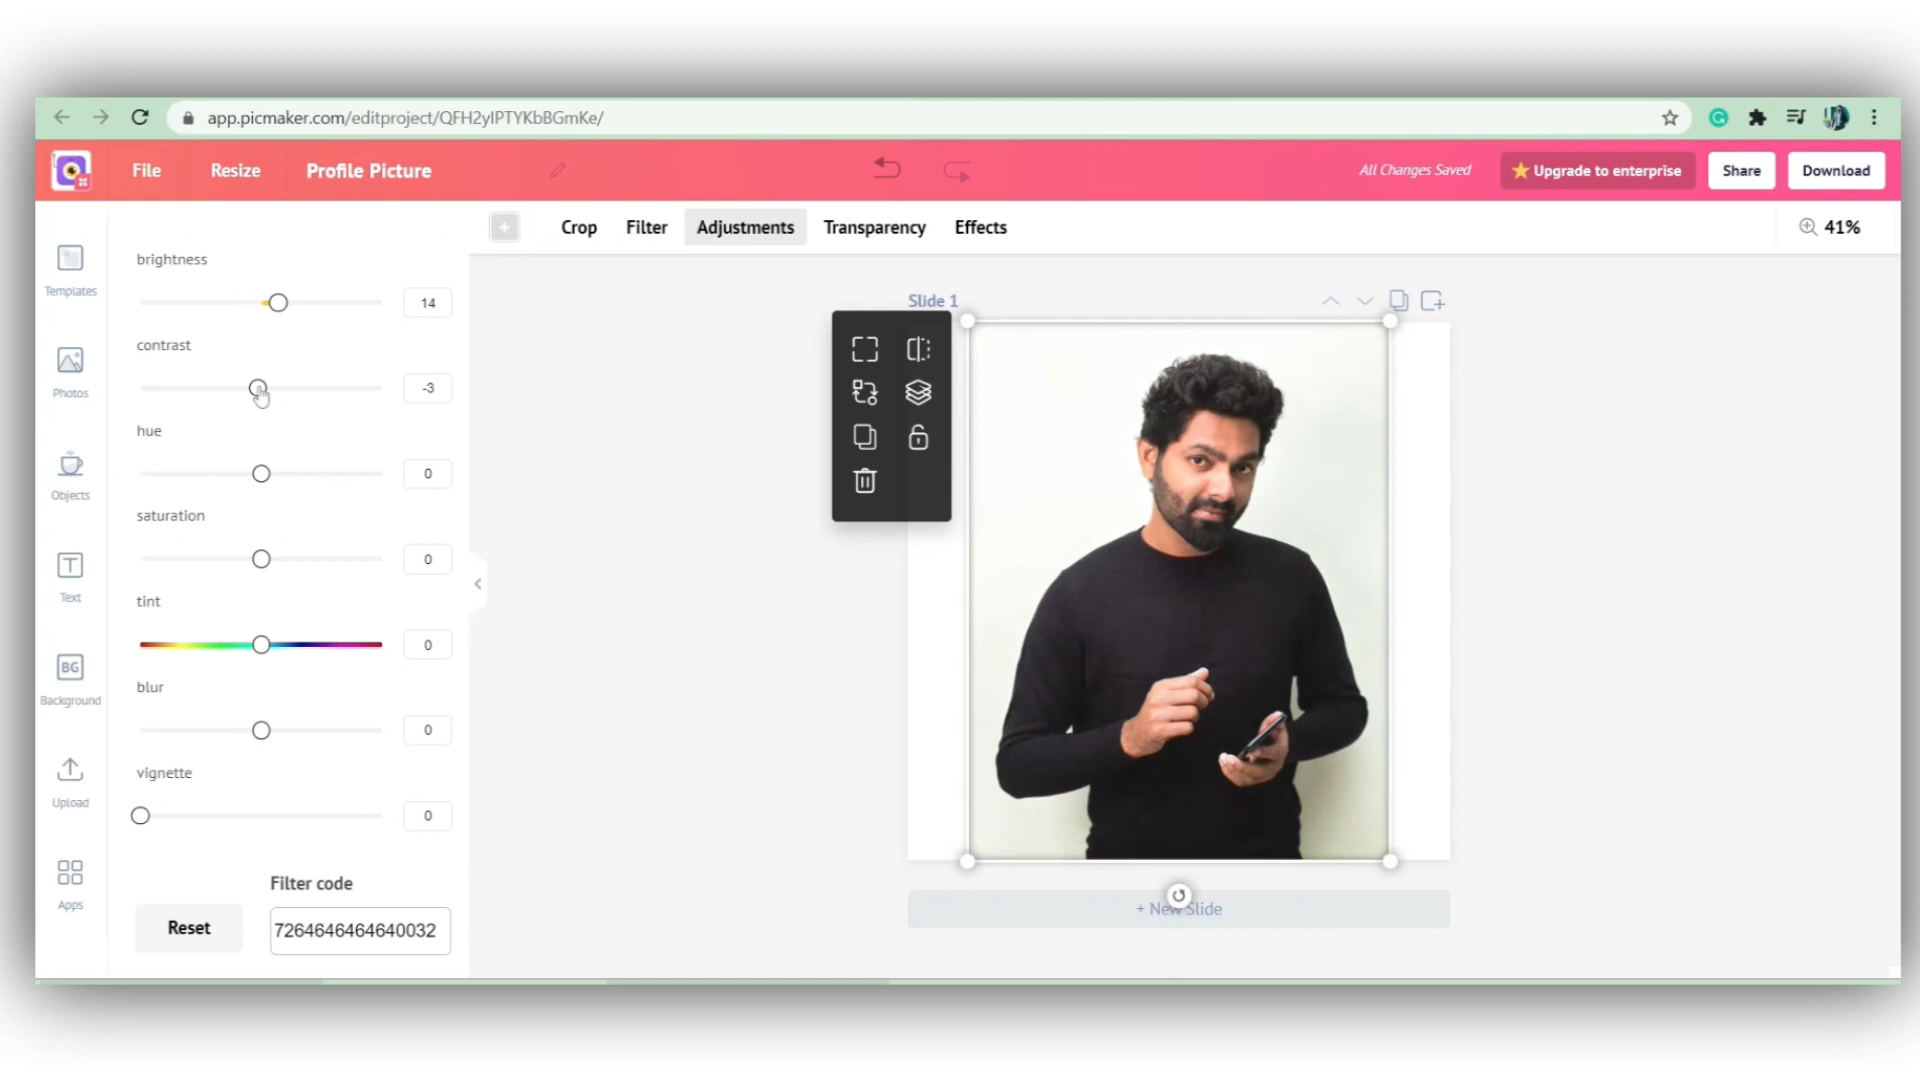 app.picmaker.com/editproject/QFH2yIPTYKbBGmKe/
File
Resize
Profile Picture
All Changes Saved
Upgrade to enterprise
Share
Download
Crop
Filter
Adjustments
Transparency
Effects
41%
Templates
Photos
Objects
T
Text
BG
Background
Upload
Apps
brightness
14
contrast
-3
hue
0
saturation
0
tint
0
blur
0
vignette
0
Filter code
Reset
7264646464640032
Slide 1
+ New Slide